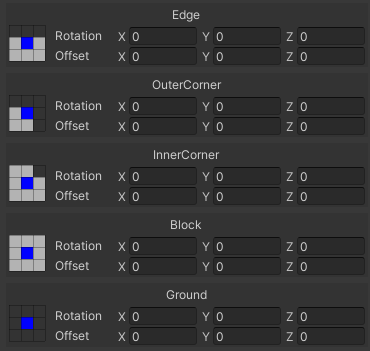 Edge
Rotation X 0 Y 0 Z 0
Offset X 0 Y 0 Z 0
OuterCorner
Rotation X 0 Y 0 Z 0
Offset X 0 Y 0 Z 0
InnerCorner
Rotation X 0 Y 0 Z 0
Offset X 0 Y 0 Z 0
Block
Rotation X 0 Y 0 Z 0
Offset X 0 Y 0 Z 0
Ground
Rotation X 0 Y 0 Z 0
Offset X 0 Y 0 Z 0